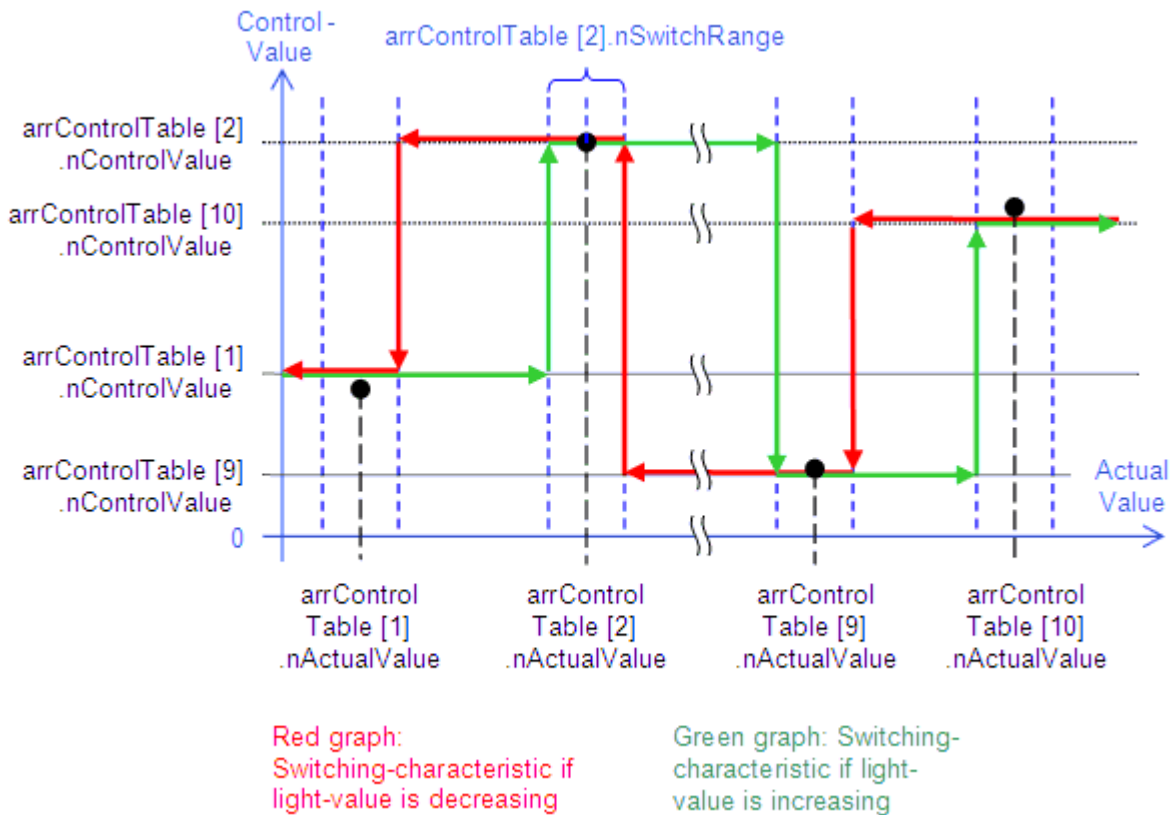 Control -
Value
arrControlTable [2].nSwitchRange
arrControlTable [2]
.nControlValue
arrControlTable [10]
.nControlValue
arrControlTable [1]
.nControlValue
arrControlTable [9]
.nControlValue
Actual
Value
0
arrControl
Table [1]
.nActualValue
arrControl
Table [2]
.nActualValue
arrControl
Table [9]
.nActualValue
arrControl
Table [10]
.nActualValue
Red graph:
Switching-characteristic if
light-value is decreasing
Green graph: Switching-
characteristic if light-
value is increasing